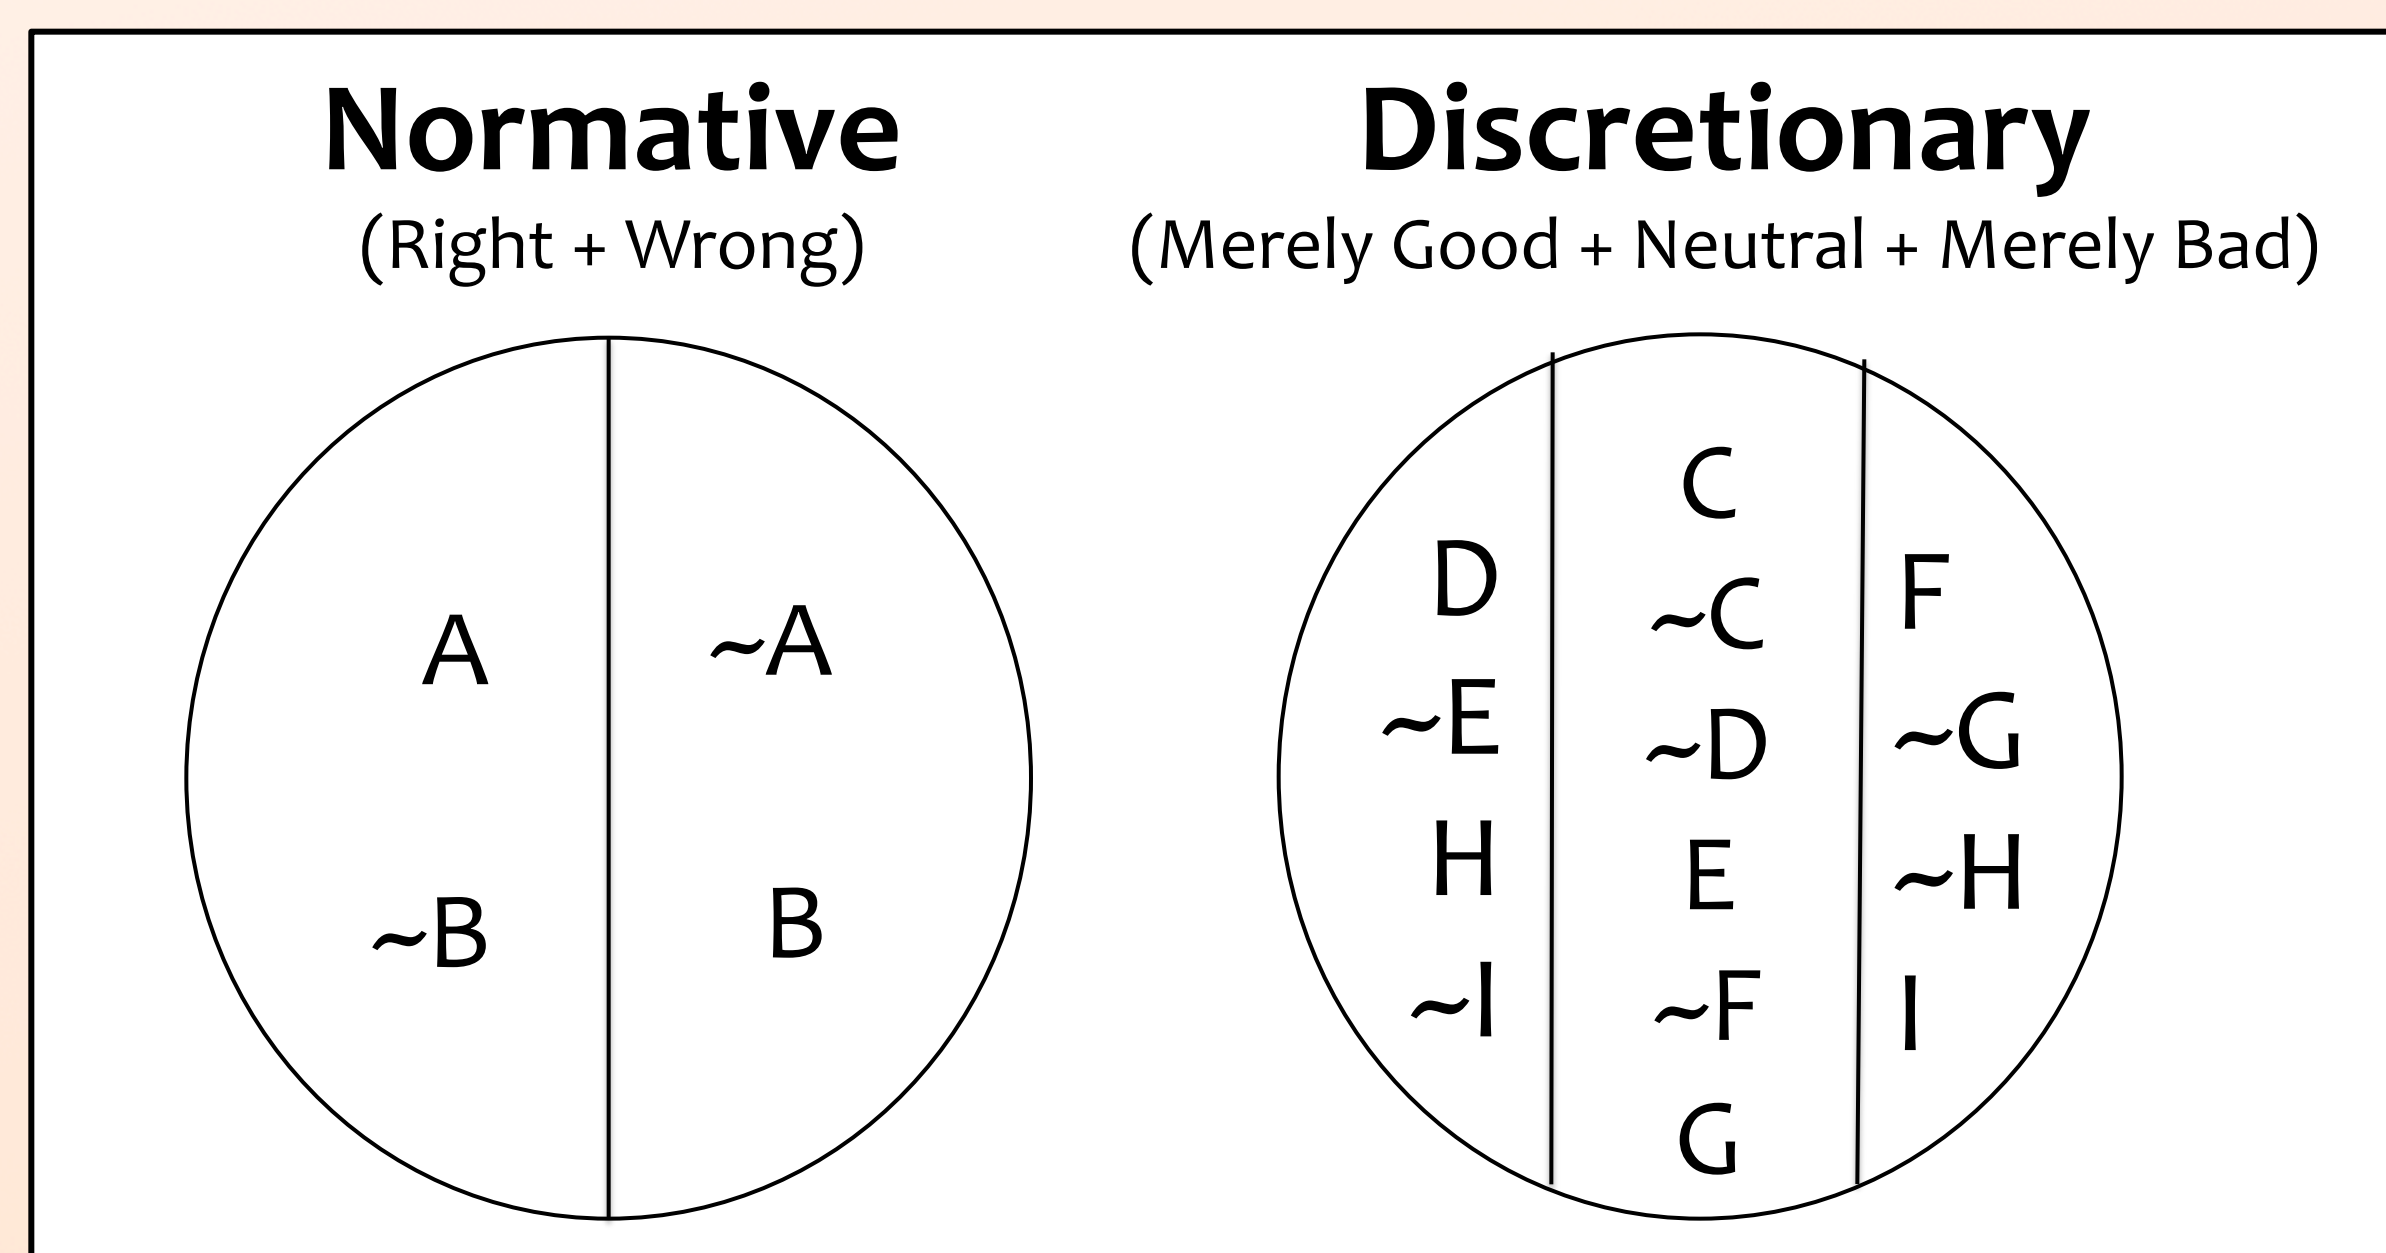 Normative
(Right + Wrong)
A
~A
~B
B
Discretionary
(Merely Good + Neutral + Merely Bad)
D
~E
H
~I
C
~C
~D
E
~F
G
F
~G
~H
I